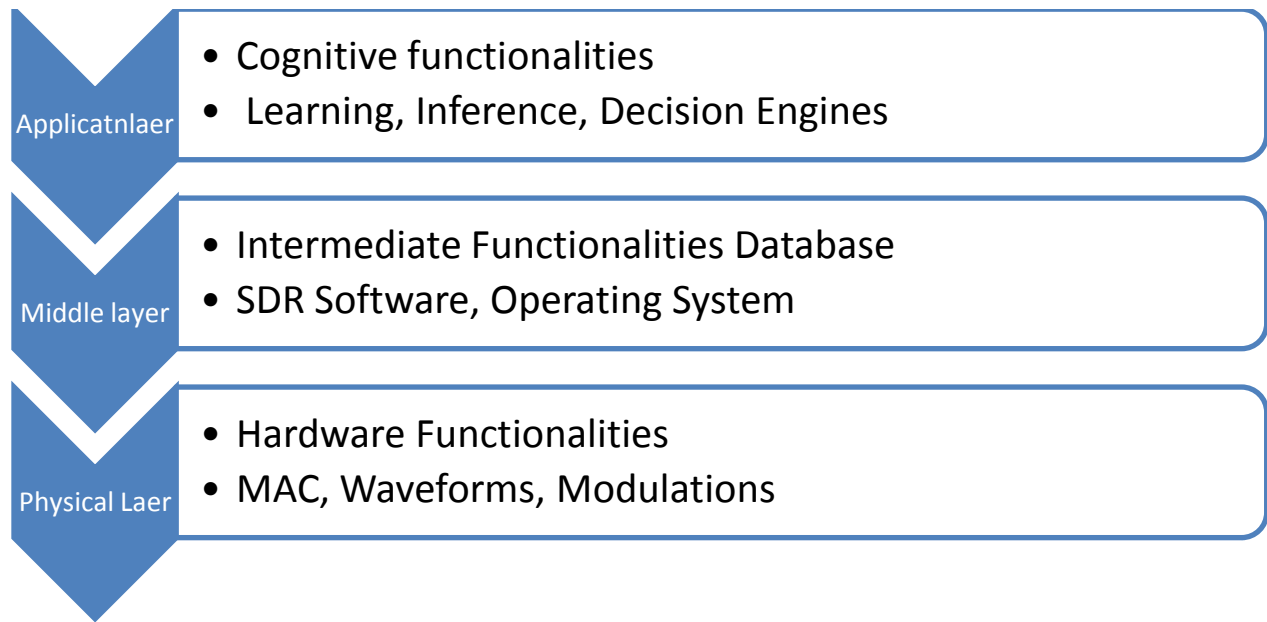 Applicatnlaer
• Cognitive functionalities
• Learning, Inference, Decision Engines
Middle layer
• Intermediate Functionalities Database
• SDR Software, Operating System
Physical Laer
• Hardware Functionalities
• MAC, Waveforms, Modulations